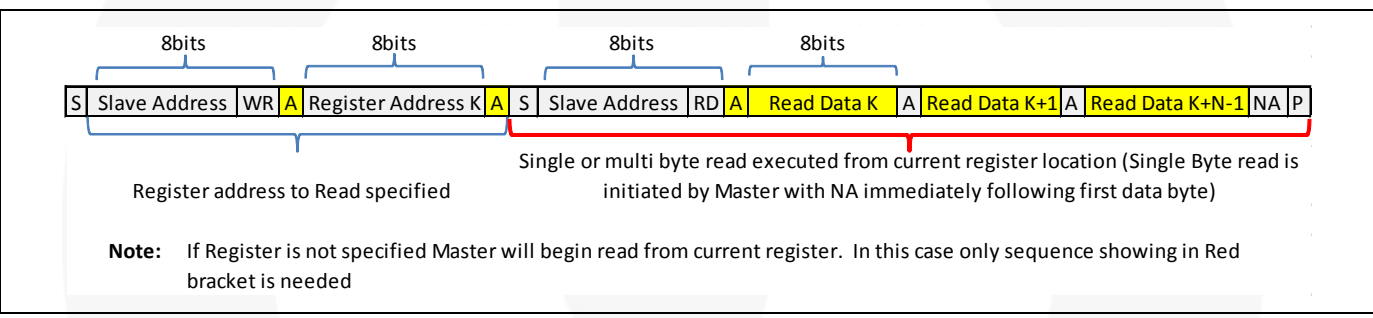 8bits 8bits 8bits 8bits
S Slave Address WR A Register Address K A S Slave Address RD A Read Data K A Read Data K+1 A Read Data K+N-1 NA P
Single or multi byte read executed from current register location (Single Byte read is
Register address to Read specified initiated by Master with NA immediately following first data byte)
Note: If Register is not specified Master will begin read from current register. In this case only sequence showing in Red
bracket is needed